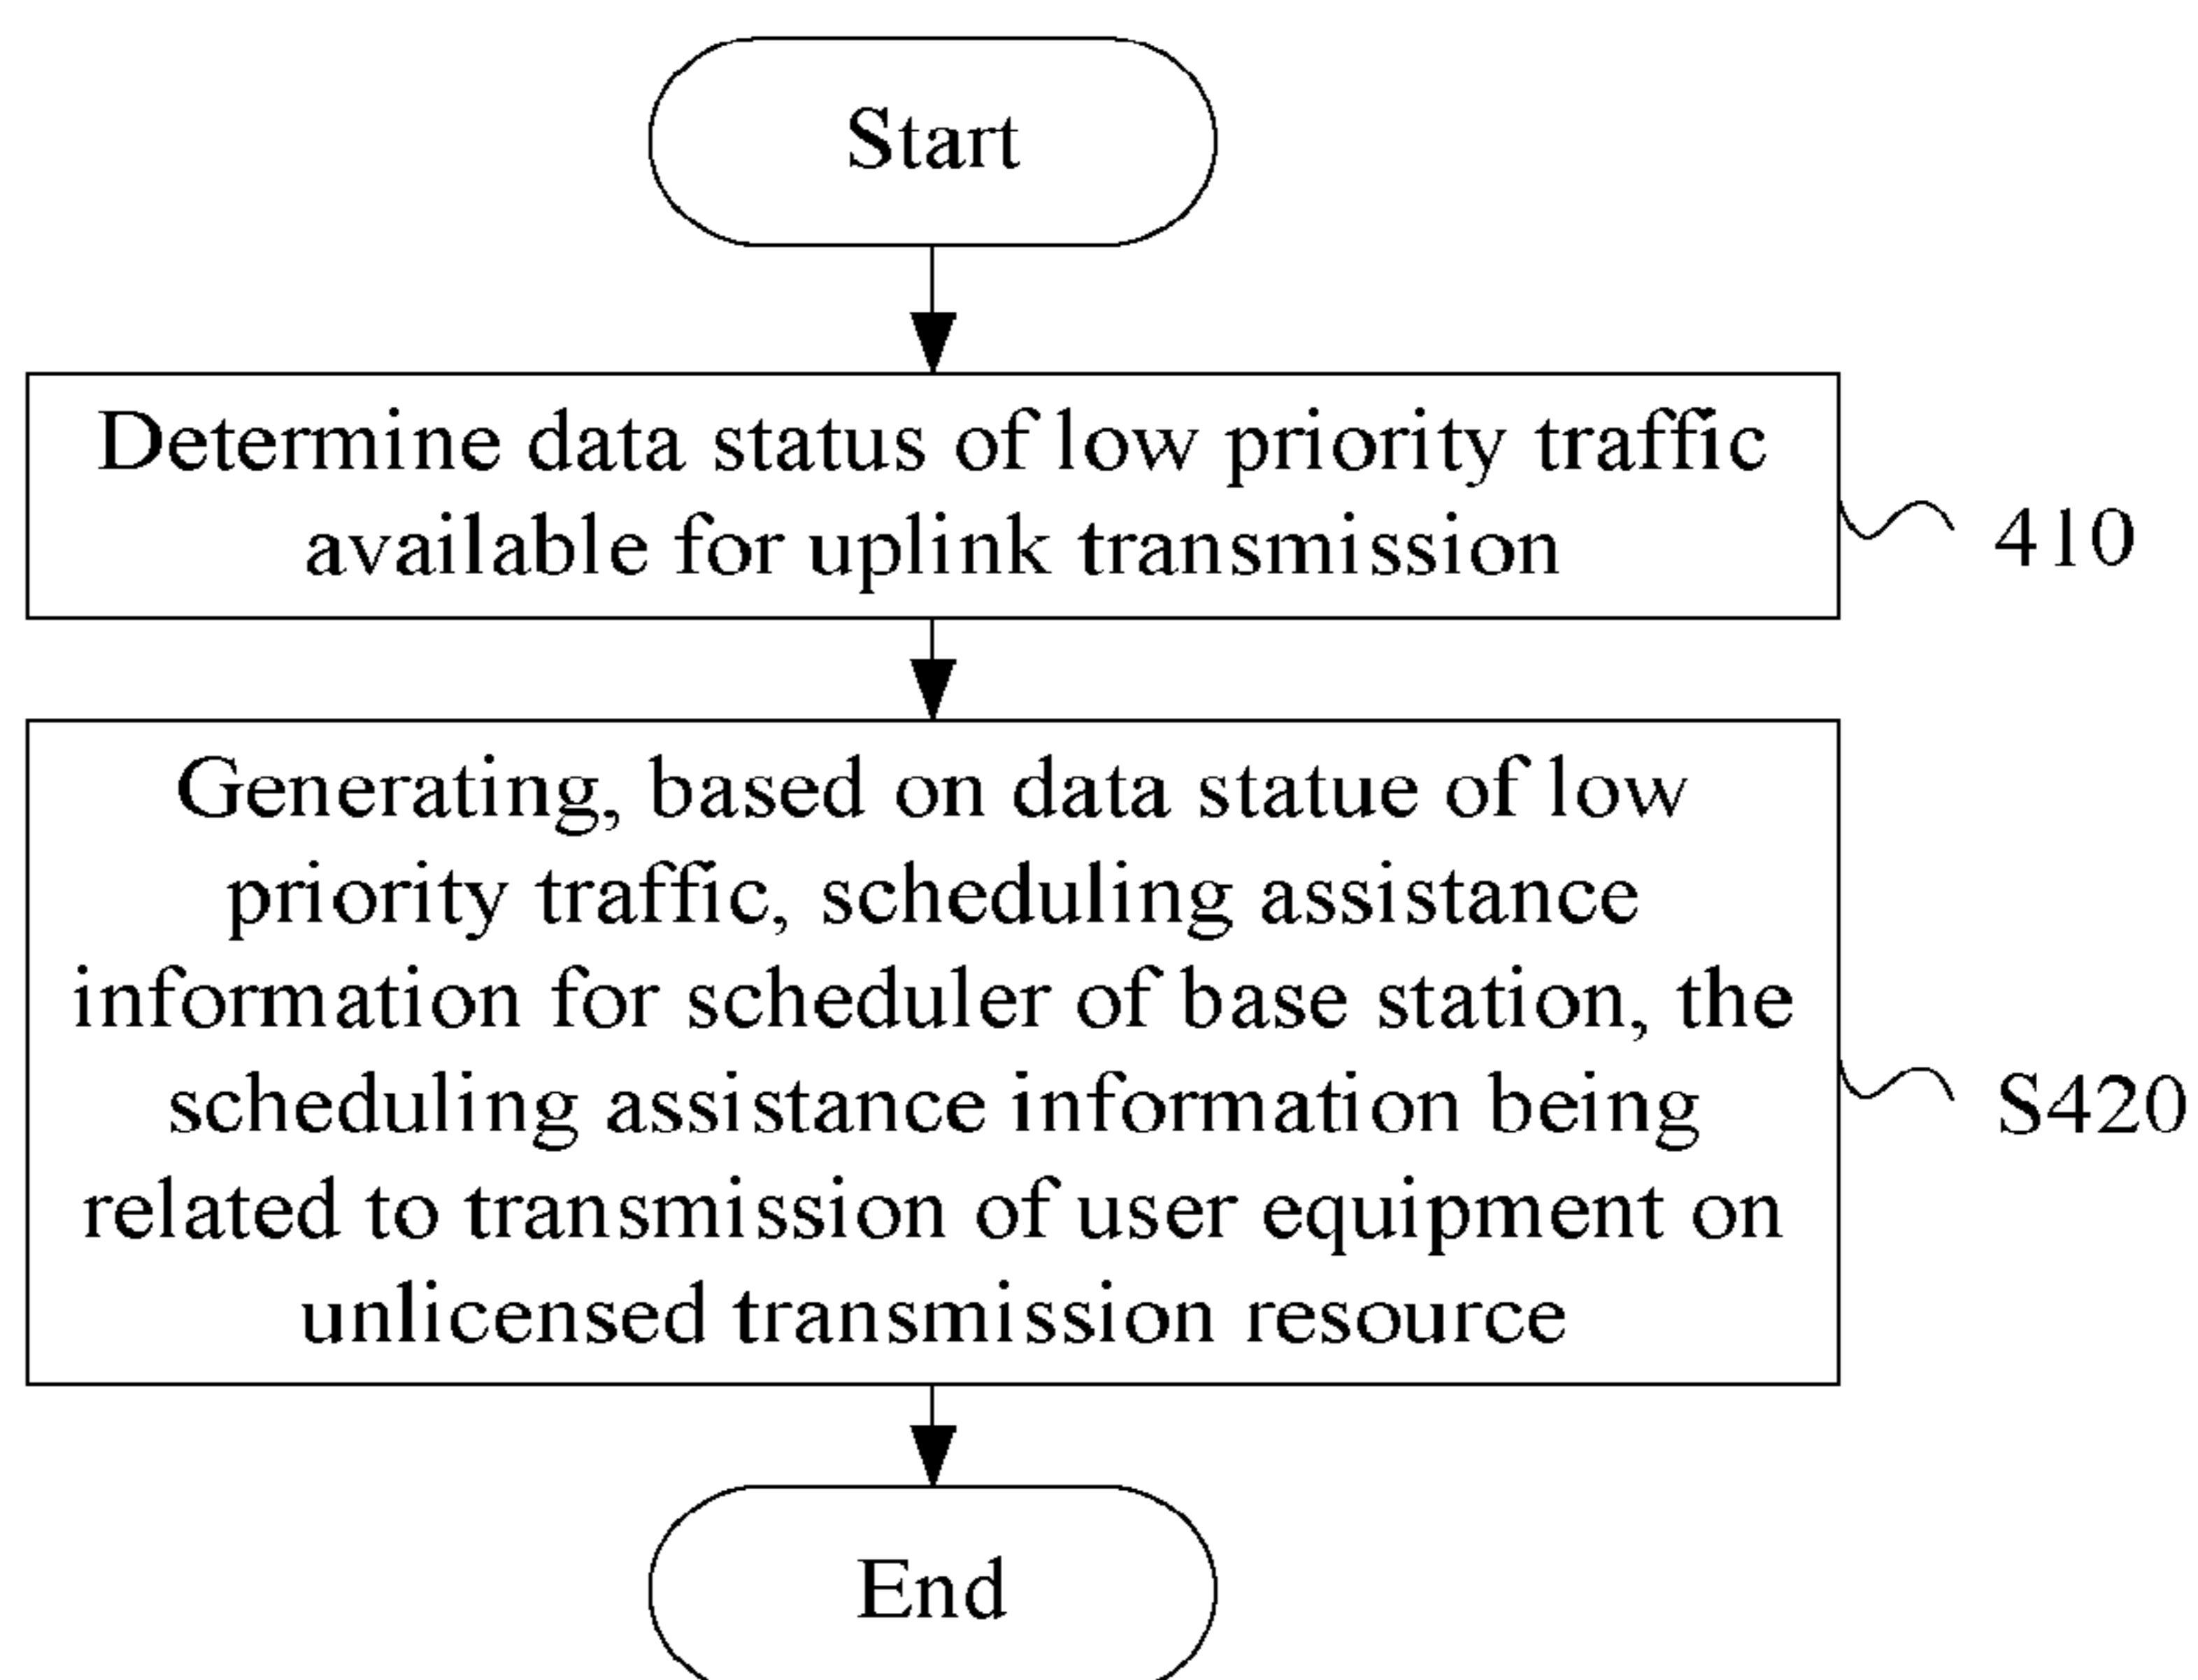 Start
Determine data status of low priority traffic
available for uplink transmission
410
Generating, based on data statue of low
priority traffic, scheduling assistance
information for scheduler of base station, the
scheduling assistance information being
related to transmission of user equipment on
unlicensed transmission resource
S420
End